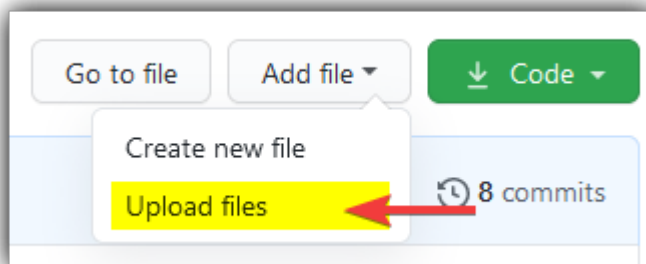 Go to file Add file Code
Create new file
Upload files
8 commits